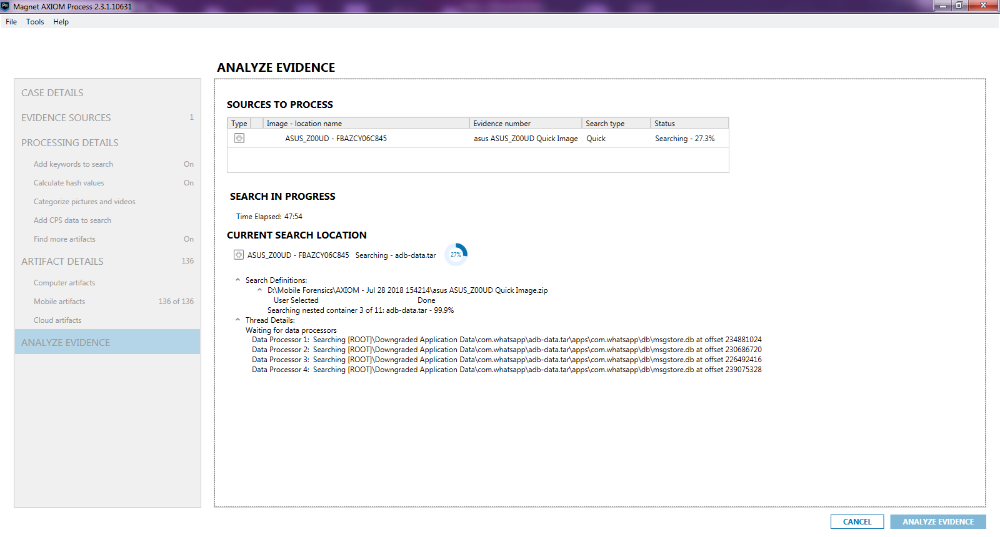 Magnet AXIOM Process 2.3.1.10631
File Tools Help
ANALYZE EVIDENCE
CASE DETAILS
EVIDENCE SOURCES 1
PROCESSING DETAILS
Add keywords to search On
Calculate hash values On
Categorize pictures and videos
Add CPS data to search
Find more artifacts On
ARTIFACT DETAILS 136
Computer artifacts
Mobile artifacts 136 of 136
Cloud artifacts
ANALYZE EVIDENCE
SOURCES TO PROCESS
Type Image - location name Evidence number Search type Status
ASUS_Z00UD - FBAZCY06C845 asus ASUS_Z00UD Quick Image Quick Searching - 27.3%
SEARCH IN PROGRESS
Time Elapsed: 47:54
CURRENT SEARCH LOCATION
ASUS_Z00UD - FBAZCY06C845 Searching - adb-data.tar 27%
Search Definitions:
D:\Mobile Forensics\AXIOM - Jul 28 2018 154214\asus ASUS_Z00UD Quick Image.zip
User Selected Done
Searching nested container 3 of 11: adb-data.tar - 99.9%
Thread Details:
Waiting for data processors
Data Processor 1: Searching [ROOT]\Downgraded Application Data\com.whatsapp\adb-data.tar\apps\com.whatsapp\db\msgstore.db at offset 234881024
Data Processor 2: Searching [ROOT]\Downgraded Application Data\com.whatsapp\adb-data.tar\apps\com.whatsapp\db\msgstore.db at offset 230686720
Data Processor 3: Searching [ROOT]\Downgraded Application Data\com.whatsapp\adb-data.tar\apps\com.whatsapp\db\msgstore.db at offset 226492416
Data Processor 4: Searching [ROOT]\Downgraded Application Data\com.whatsapp\adb-data.tar\apps\com.whatsapp\db\msgstore.db at offset 239075328
CANCEL ANALYZE EVIDENCE